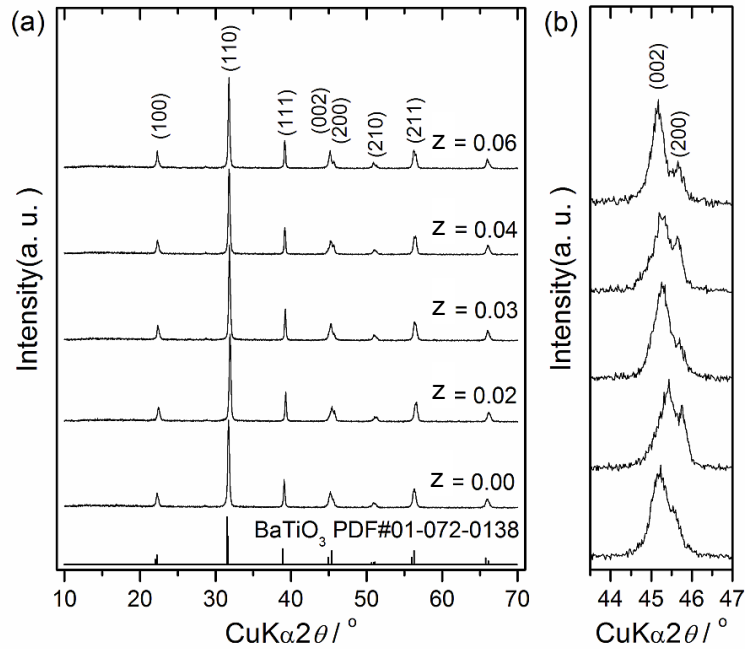 (a)
(100)
(110)
(111)
(002)
(200)
(210)
(211)
z = 0.06
z = 0.04
z = 0.03
z = 0.02
z = 0.00
BaTiO₃ PDF#01-072-0138
Intensity(a. u. )
10 20 30 40 50 60 70
CuKα2θ / °
(b)
(002)
(200)
Intensity(a. u. )
44 45 46 47
CuKα2θ / °